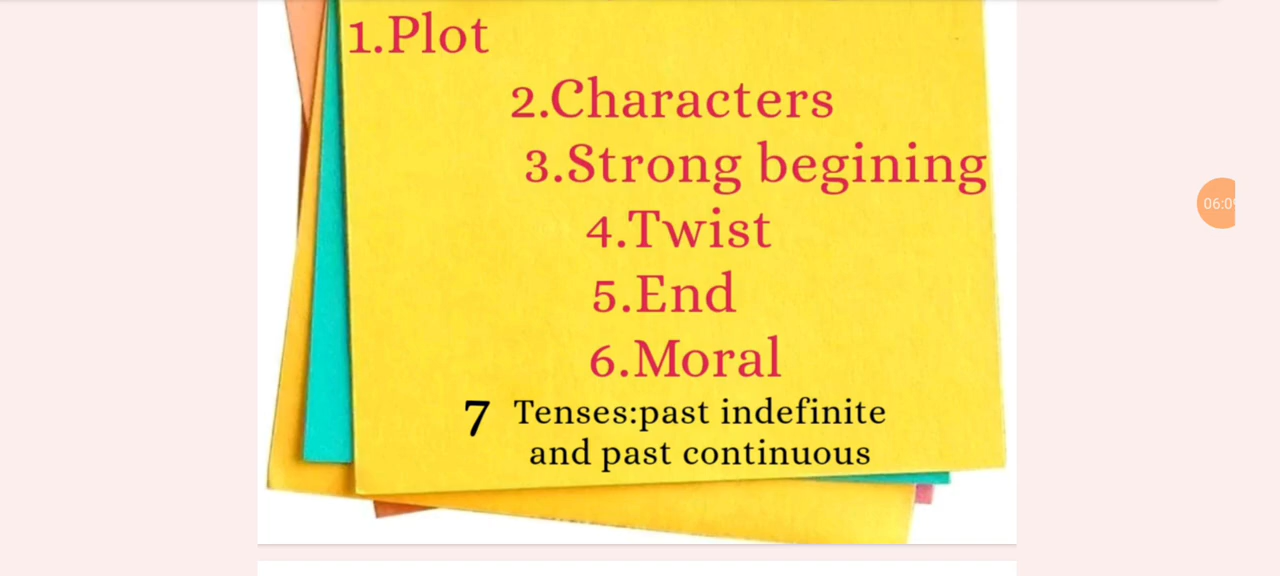 1.Plot
2.Characters
3.Strong begining
4.Twist
5.End
6.Moral
7 Tenses:past indefinite
and past continuous